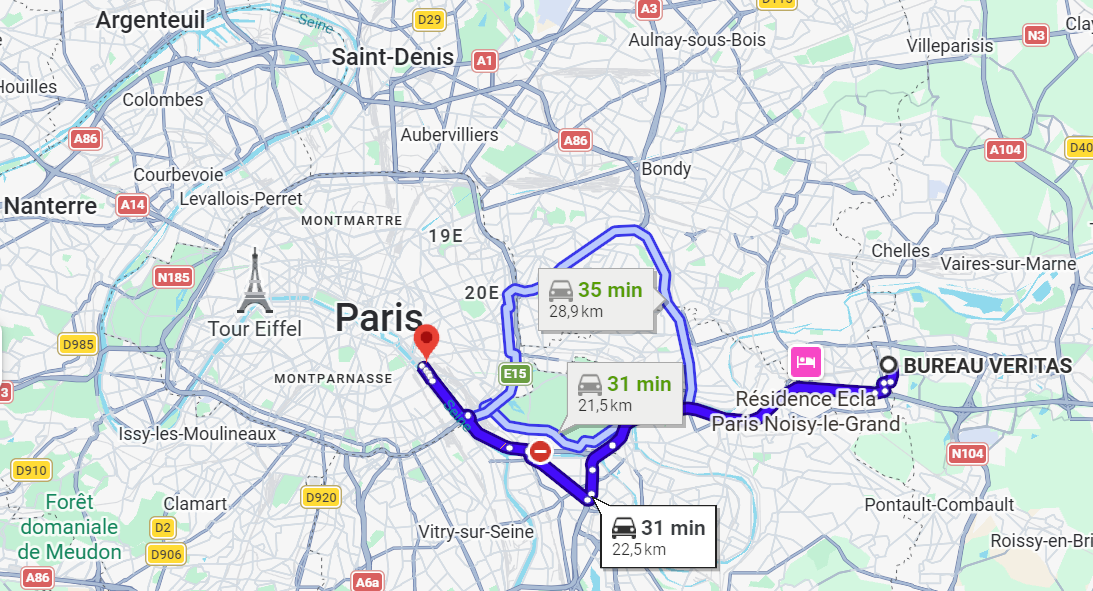 Argenteuil
Seine
D29
A3
Aulnay-sous-Bois
Villeparisis
N3
Saint-Denis
A1
Houilles
Colombes
Aubervilliers
A86
A86
A104
Bondy
Courbevoie
Nanterre
A14
Levallois-Perret
MONTMARTRE
19E
Chelles
Vaires-sur-Marne
N185
20E
35 min
28,9 km
Paris
Tour Eiffel
D985
MONTPARNASSE
E15
31 min
21,5 km
BUREAU VERITAS
Résidence Ecla
Paris Noisy-le-Grand
Seine
Issy-les-Moulineaux
N104
D910
D920
Forêt
domaniale
de Meudon
Clamart
D2
D906
Vitry-sur-Seine
31 min
22,5 km
Pontault-Combault
A86
A6a